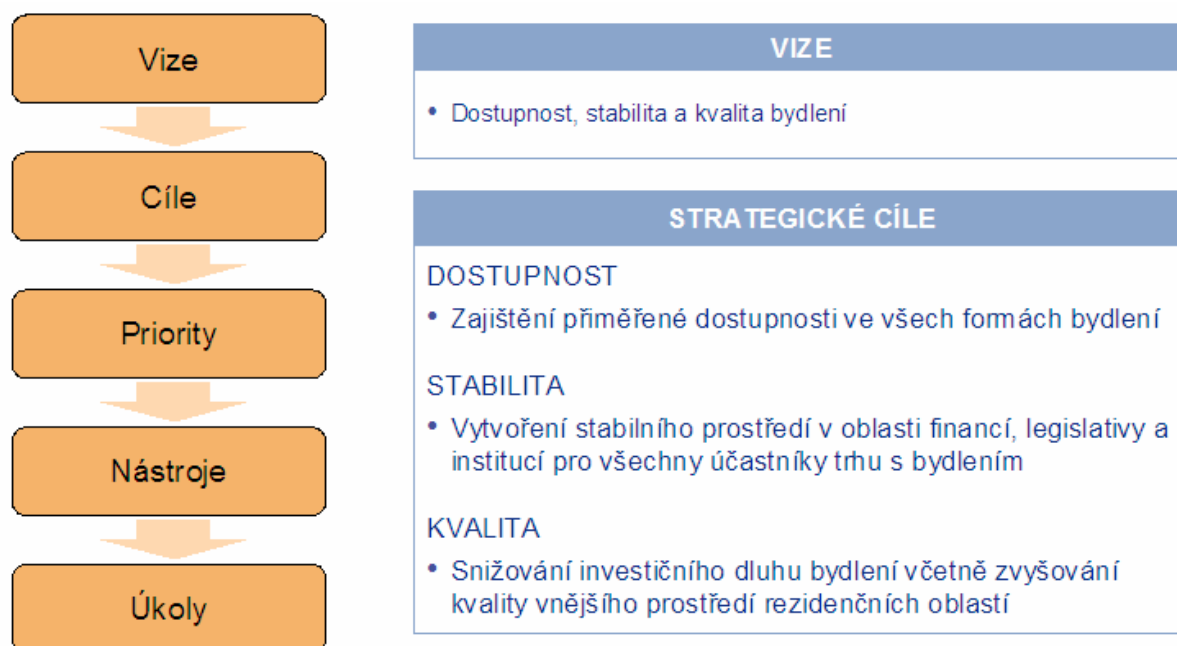 Vize
Cíle
Priority
Nástroje
Úkoly
VIZE
• Dostupnost, stabilita a kvalita bydlení
STRATEGICKÉ CÍLE
DOSTUPNOST
• Zajištění přiměřené dostupnosti ve všech formách bydlení
STABILITA
• Vytvoření stabilního prostředí v oblasti financí, legislativy a
institucí pro všechny účastníky trhu s bydlením
KVALITA
• Snižování investičního dluhu bydlení včetně zvyšování
kvality vnějšího prostředí rezidenčních oblastí